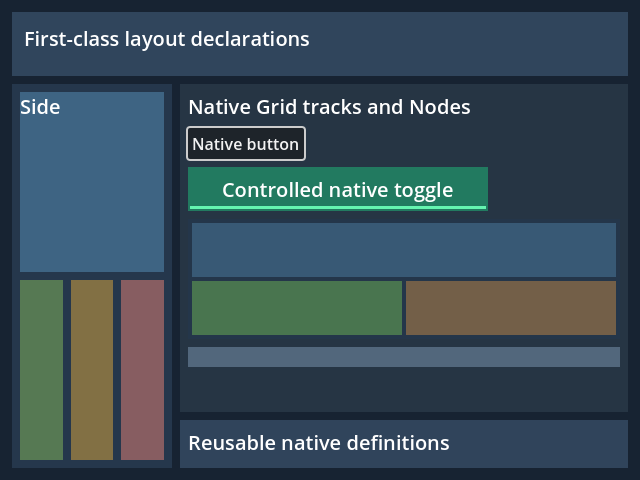 First-class layout declarations
Side
Native Grid tracks and Nodes
Native button
Controlled native toggle
Reusable native definitions